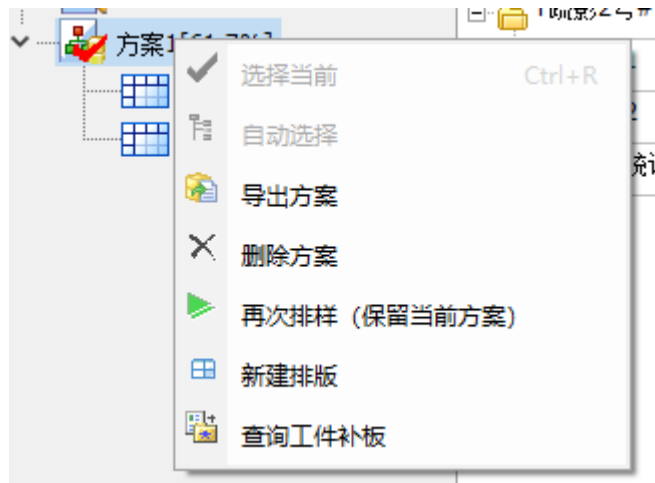 方案1[61.7%]
选择当前 Ctrl+R
自动选择
导出方案
删除方案
再次排样（保留当前方案）
新建排版
查询工件补板